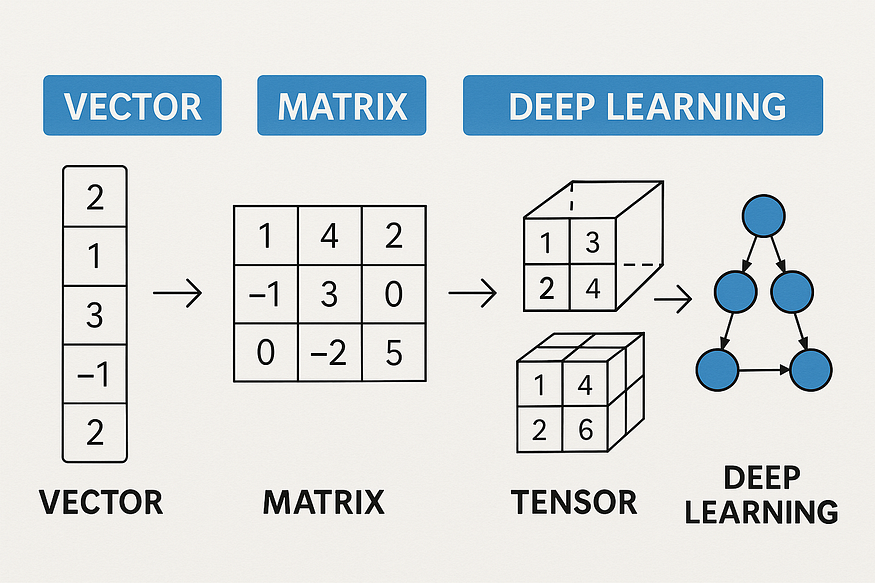 VECTOR
MATRIX
DEEP LEARNING
2
1
3
–1
2
1 4 2
–1 3 0
0 –2 5
1 3
2 4
1 4
2 6
VECTOR
MATRIX
TENSOR
DEEP
LEARNING